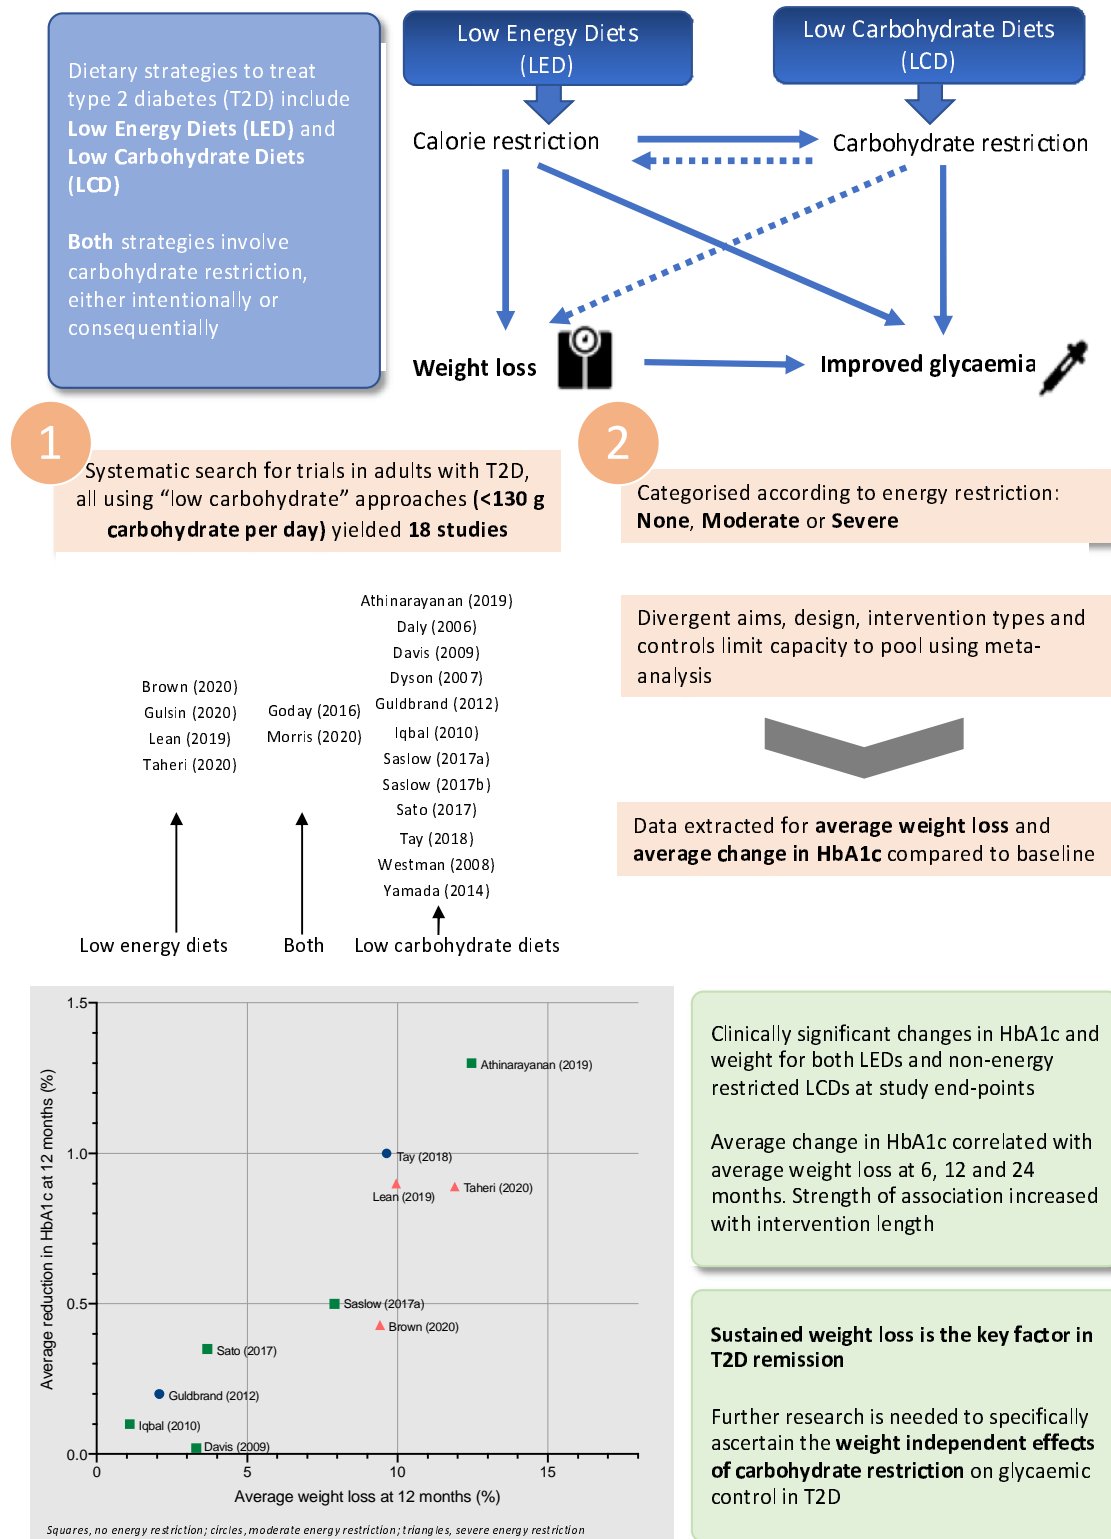 Dietary strategies to treat
type 2 diabetes (T2D) include
Low Energy Diets (LED) and
Low Carbohydrate Diets
(LCD)
Both strategies involve
carbohydrate restriction,
either intentionally or
consequentially
Low Energy Diets
(LED)
Low Carbohydrate Diets
(LCD)
Calorie restriction
Carbohydrate restriction
Weight loss
Improved glycaemia
1
Systematic search for trials in adults with T2D,
all using “low carbohydrate” approaches (<130 g
carbohydrate per day) yielded 18 studies
2
Categorised according to energy restriction:
None, Moderate or Severe
Divergent aims, design, intervention types and
controls limit capacity to pool using meta-
analysis
Data extracted for average weight loss and
average change in HbA1c compared to baseline
Brown (2020)
Gulsin (2020)
Lean (2019)
Taheri (2020)
Low energy diets
Goday (2016)
Morris (2020)
Both
Athinarayanan (2019)
Daly (2006)
Davis (2009)
Dyson (2007)
Guldbrand (2012)
Iqbal (2010)
Saslow (2017a)
Saslow (2017b)
Sato (2017)
Tay (2018)
Westman (2008)
Yamada (2014)
Low carbohydrate diets
Average reduction in HbA1c at 12 months (%)
1.5
1.0
0.5
0.0
Athinarayanan (2019)
Tay (2018)
Lean (2019)
Taheri (2020)
Saslow (2017a)
Brown (2020)
Sato (2017)
Guldbrand (2012)
Iqbal (2010)
Davis (2009)
0
5
10
15
Average weight loss at 12 months (%)
Squares, no energy restriction; circles, moderate energy restriction; triangles, severe energy restriction
Clinically significant changes in HbA1c and
weight for both LEDs and non-energy
restricted LCDs at study end-points
Average change in HbA1c correlated with
average weight loss at 6, 12 and 24
months. Strength of association increased
with intervention length
Sustained weight loss is the key factor in
T2D remission
Further research is needed to specifically
ascertain the weight independent effects
of carbohydrate restriction on glycaemic
control in T2D